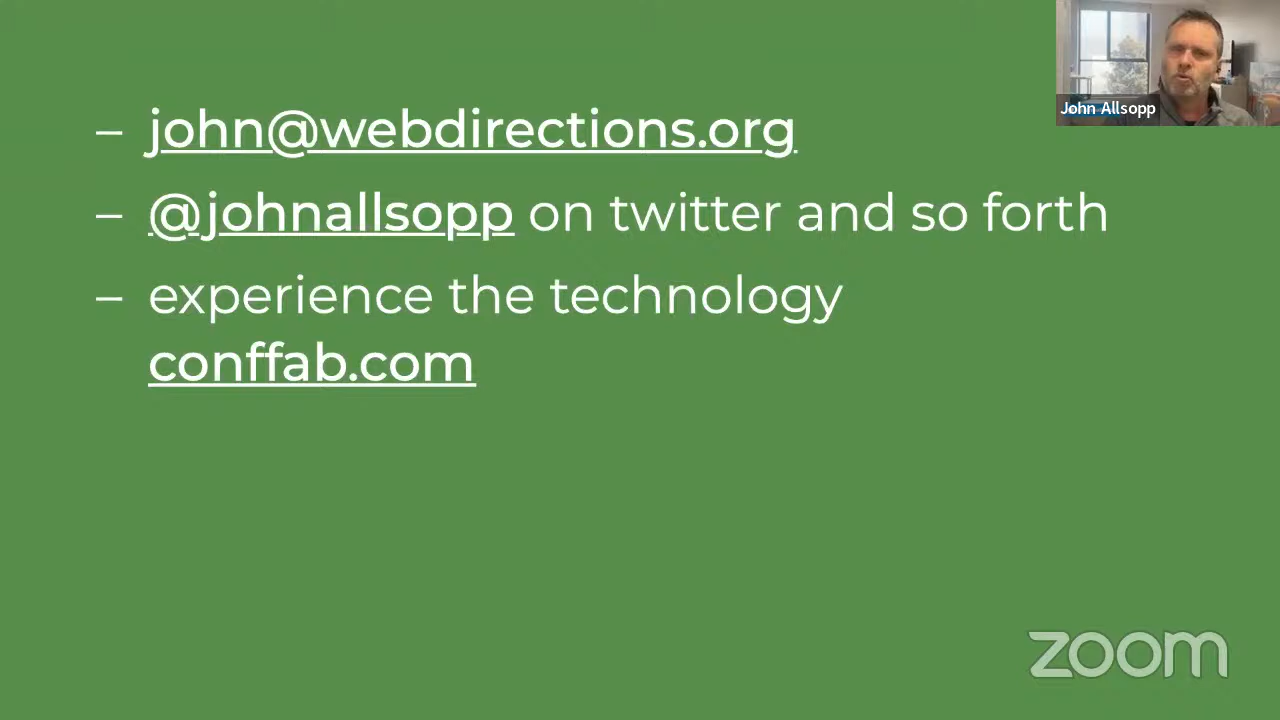 John Allsopp
– john@webdirections.org
– @johnallsopp on twitter and so forth
– experience the technology
conffab.com
zoom